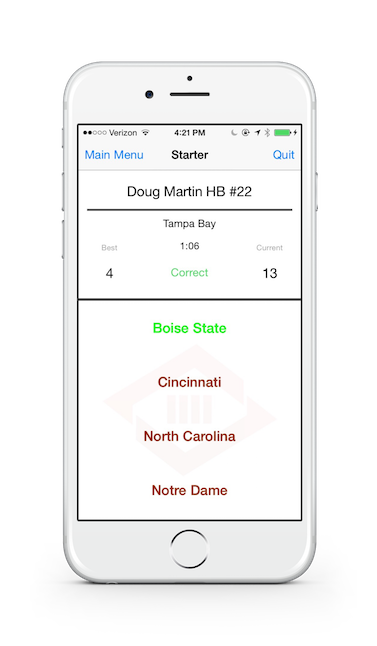 Verizon 4:21 PM
Main Menu Starter Quit
Doug Martin HB #22
Tampa Bay
Best 1:06 Current
4 Correct 13
Boise State
Cincinnati
North Carolina
Notre Dame